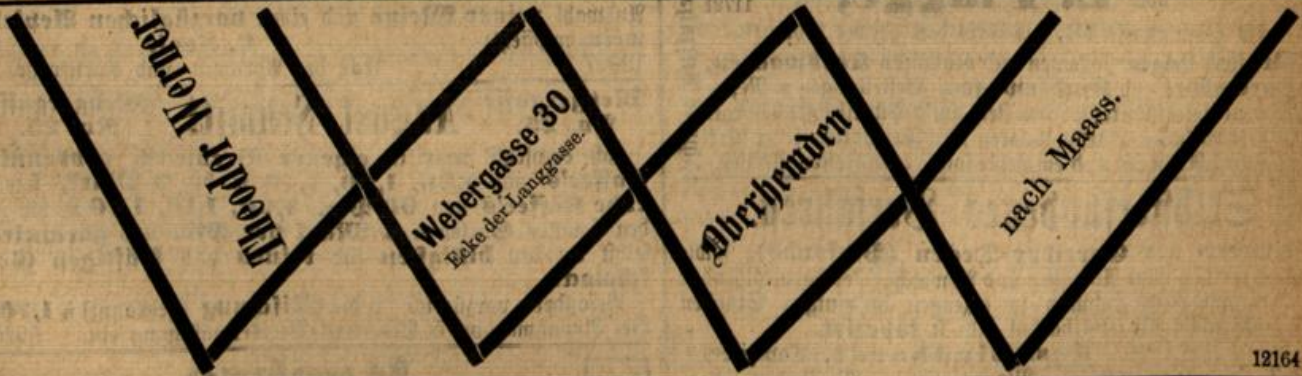 Theodor Werner
Webergasse 30
Ecke der Langgasse.
Oberhemden
nach Maass.
12164